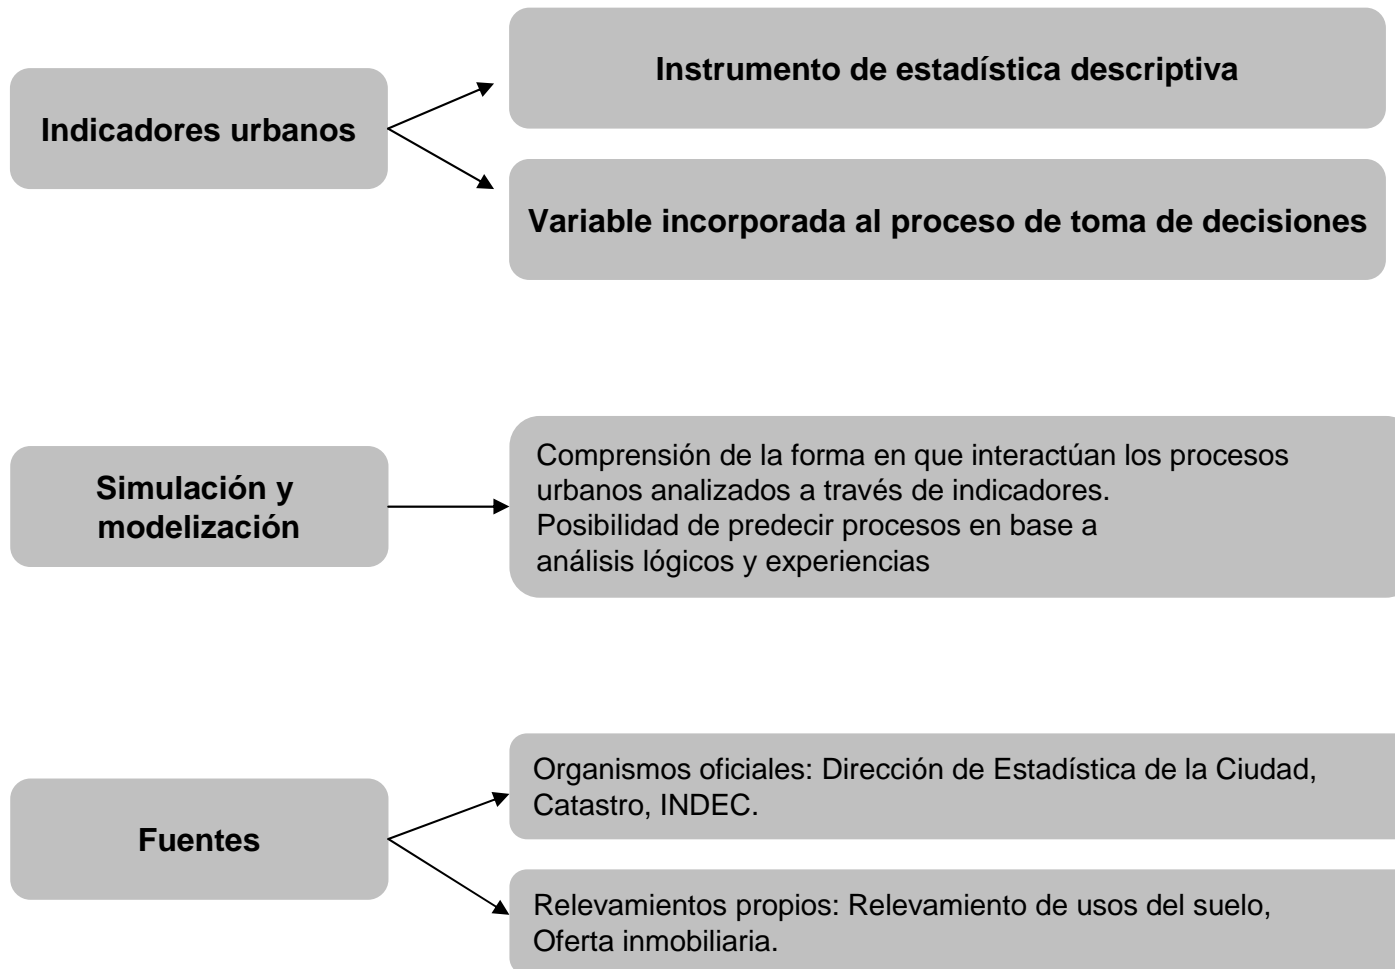 Indicadores urbanos
Instrumento de estadística descriptiva
Variable incorporada al proceso de toma de decisiones
Simulación y
modelización
Comprensión de la forma en que interactúan los procesos
urbanos analizados a través de indicadores.
Posibilidad de predecir procesos en base a
análisis lógicos y experiencias
Fuentes
Organismos oficiales: Dirección de Estadística de la Ciudad,
Catastro, INDEC.
Relevamientos propios: Relevamiento de usos del suelo,
Oferta inmobiliaria.